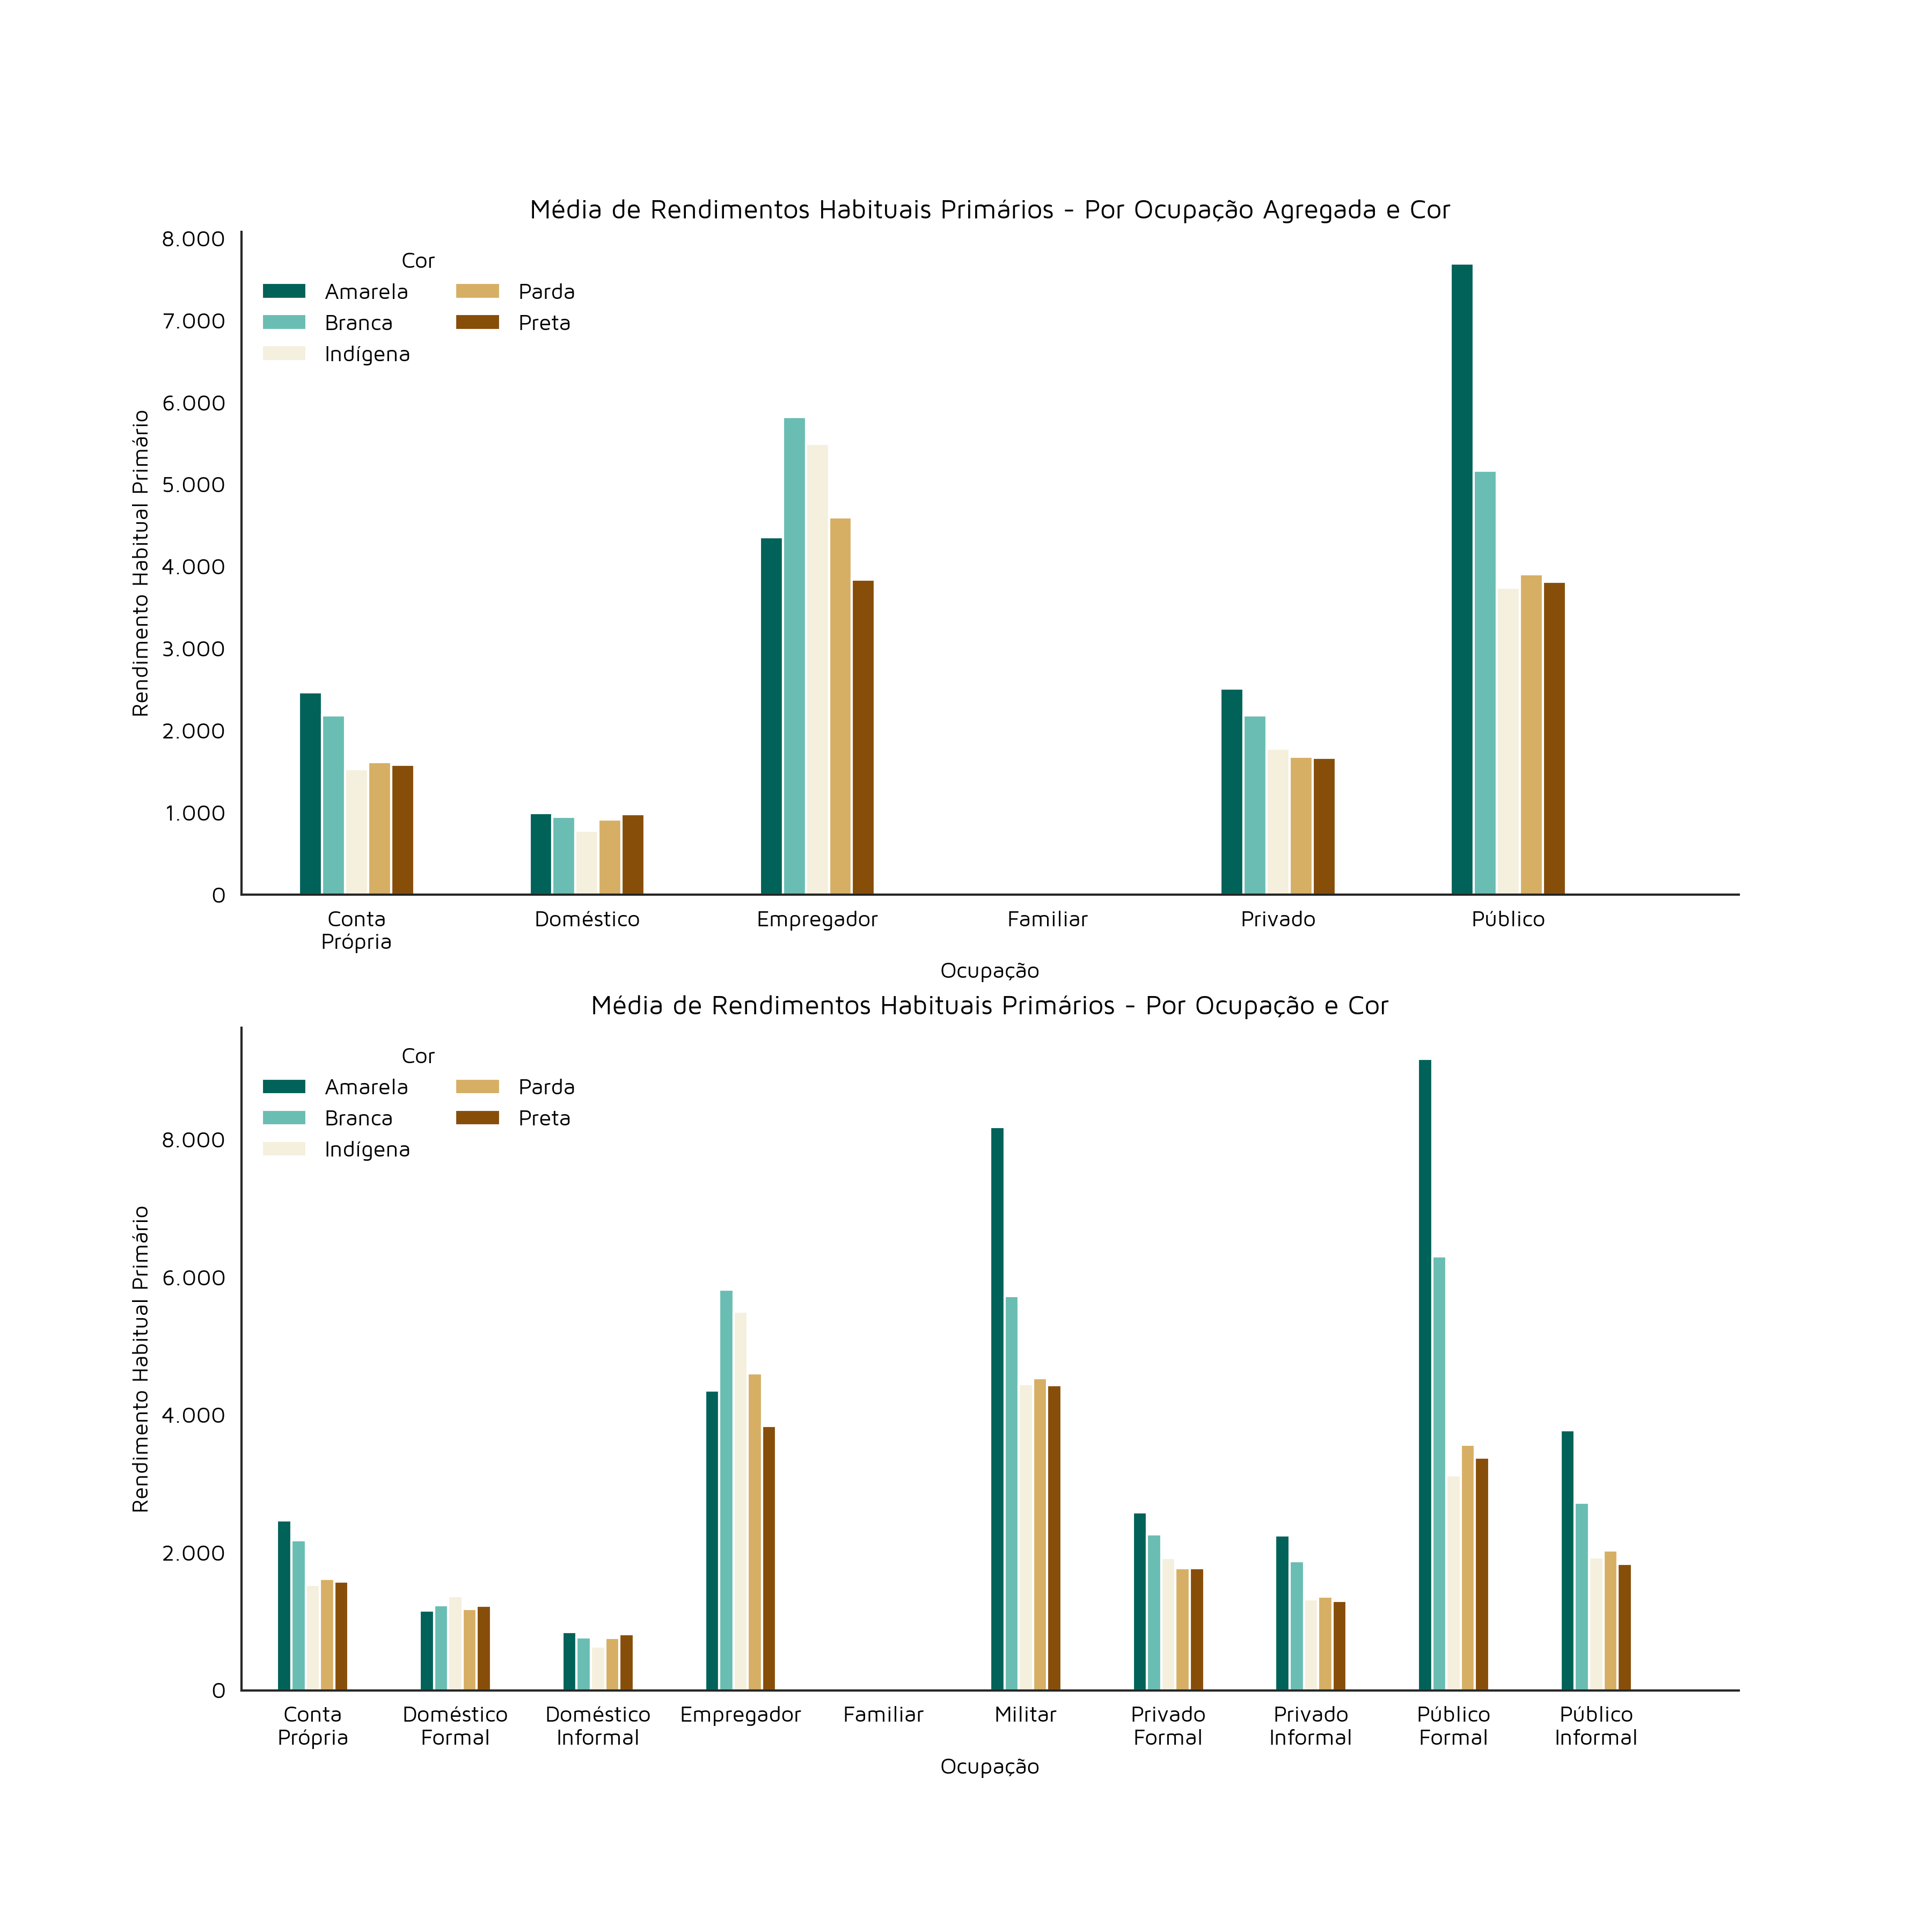 Média de Rendimentos Habituais Primários - Por Ocupação Agregada e Cor
Rendimento Habitual Primário
8.000
7.000
6.000
5.000
4.000
3.000
2.000
1.000
0
Cor
Amarela
Branca
Indígena
Parda
Preta
Conta
Própria
Doméstico
Empregador
Familiar
Privado
Público
Ocupação
Média de Rendimentos Habituais Primários - Por Ocupação e Cor
Rendimento Habitual Primário
8.000
6.000
4.000
2.000
0
Cor
Amarela
Branca
Indígena
Parda
Preta
Conta
Própria
Doméstico
Formal
Doméstico
Informal
Empregador
Familiar
Militar
Privado
Formal
Privado
Informal
Público
Formal
Público
Informal
Ocupação